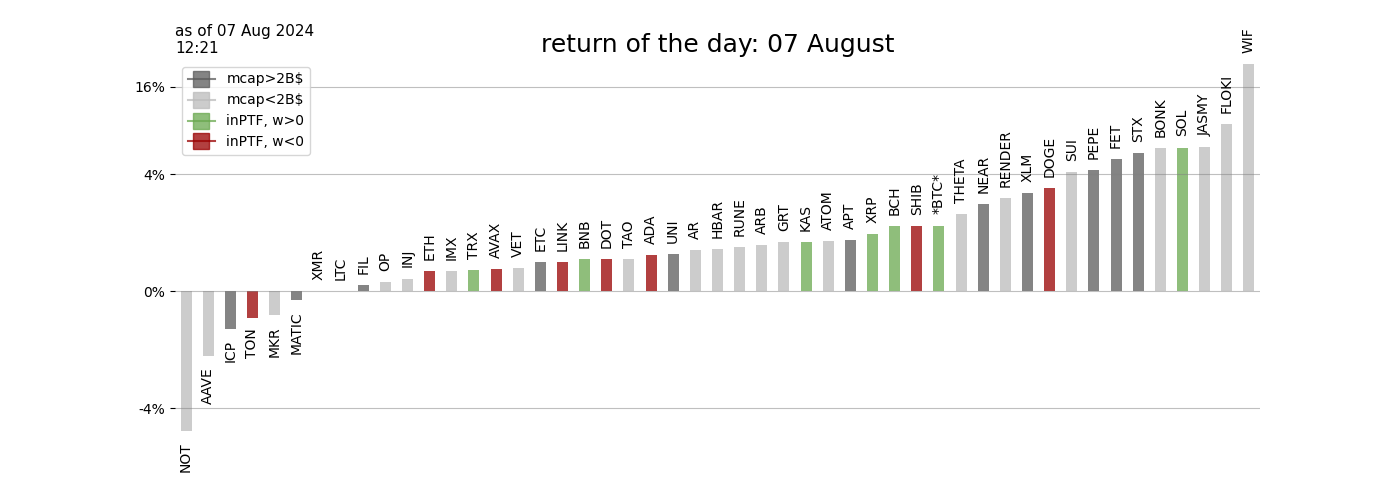 as of 07 Aug 2024
12:21
return of the day: 07 August
mcap>2B$
mcap<2B$
inPTF, w>0
inPTF, w<0
16%
4%
0%
-4%
NOT
AAVE
ICP
TON
MKR
MATIC
XMR
LTC
FIL
OP
INJ
ETH
IMX
TRX
AVAX
VET
ETC
LINK
BNB
DOT
TAO
ADA
UNI
AR
HBAR
RUNE
ARB
GRT
KAS
ATOM
APT
XRP
BCH
SHIB
*BTC*
THETA
NEAR
RENDER
XLM
DOGE
SUI
PEPE
FET
STX
BONK
SOL
JASMY
FLOKI
WIF